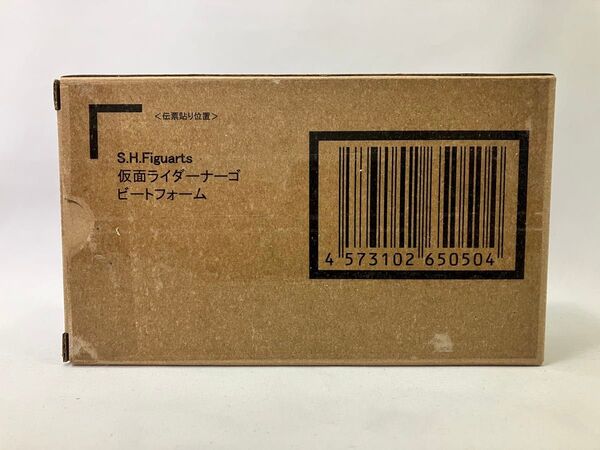 ＜伝票貼り位置＞
S.H.Figuarts
仮面ライダーナーゴ
ビートフォーム
4 573102 650504